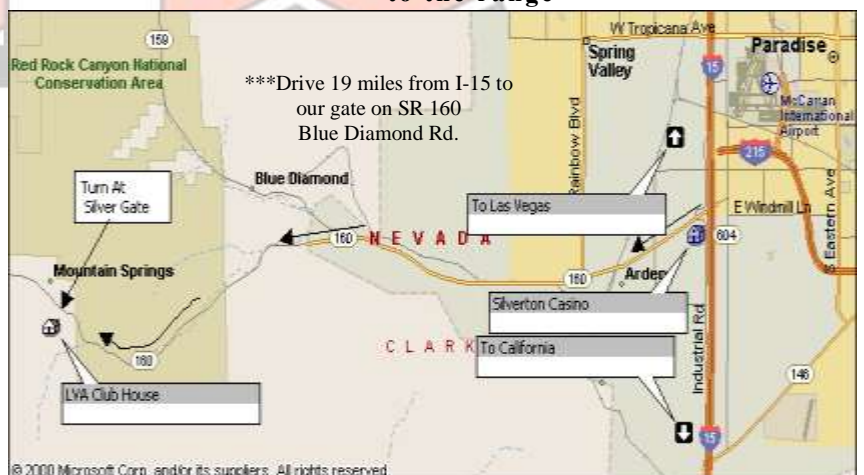 to the range
W Tropicana Ave
159
Spring
Valley
15
Paradise
Red Rock Canyon National
Conservation Area
***Drive 19 miles from I-15 to
our gate on SR 160
Blue Diamond Rd.
McCarran
International
Airport
Rainbow Blvd
215
Blue Diamond
Turn At
Silver Gate
To Las Vegas
E Windmill Ln
S Eastern Ave
160
NEVADA
604
Mountain Springs
160
Arden
Silverton Casino
Industrial Rd
CLARK
To California
160
146
LVA Club House
15
© 2000 Microsoft Corp. and/or its suppliers. All rights reserved.